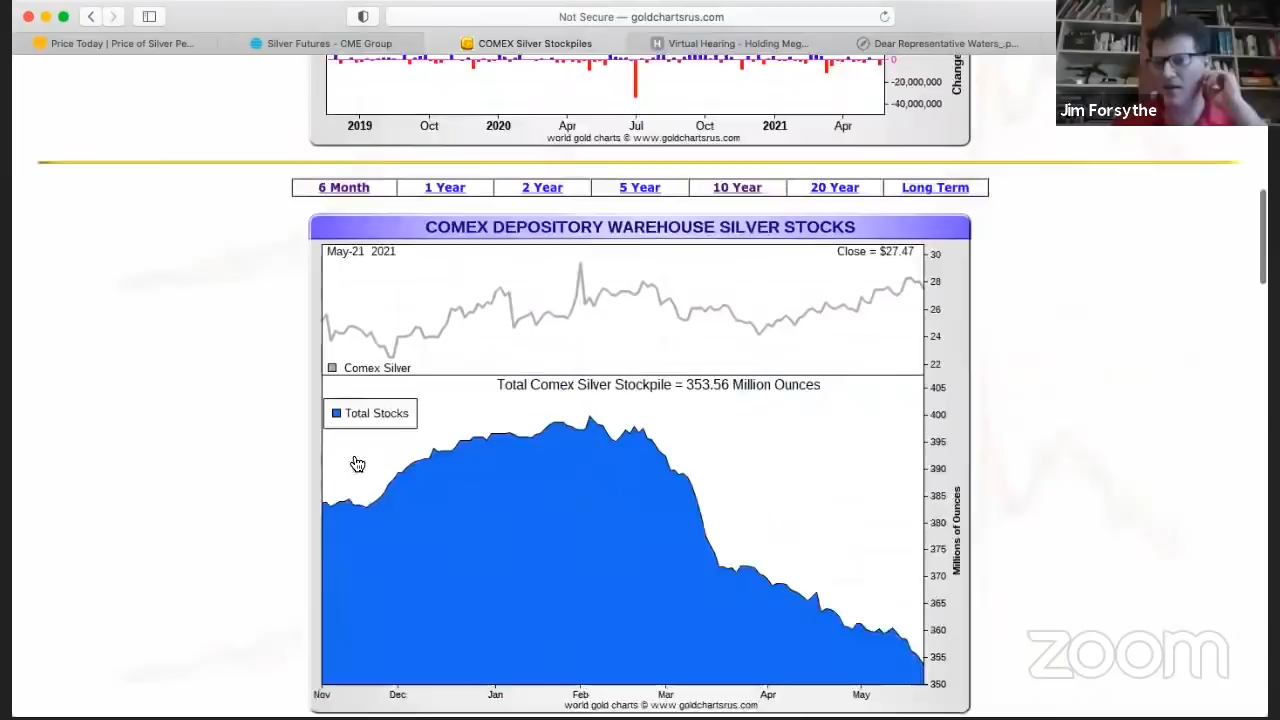 Not Secure — goldchartsrus.com
Price Today | Price of Silver Pe...
Silver Futures - CME Group
COMEX Silver Stockpiles
H Virtual Hearing - Holding Meg...
Dear Representative Waters_.p...
Jim Forsythe
0
-20,000,000
-40,000,000
Change
2019 Oct 2020 Apr Jul Oct 2021 Apr
world gold charts © www.goldchartsrus.com
6 Month 1 Year 2 Year 5 Year 10 Year 20 Year Long Term
COMEX DEPOSITORY WAREHOUSE SILVER STOCKS
May-21 2021 Close = $27.47
30
28
26
24
22
Comex Silver
Total Comex Silver Stockpile = 353.56 Million Ounces
Total Stocks
405
400
395
390
385
380
375
370
365
360
355
350
Millions of Ounces
Nov Dec Jan Feb Mar Apr May
world gold charts © www.goldchartsrus.com
zoom